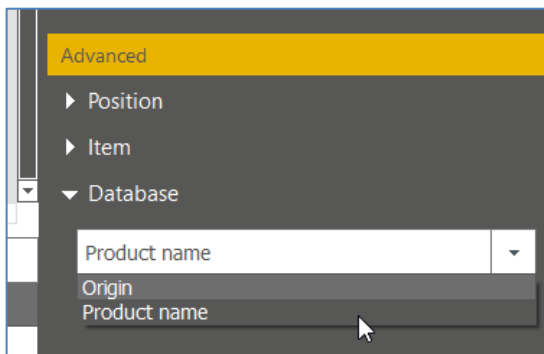 Advanced
Position
Item
Database
Product name
Origin
Product name